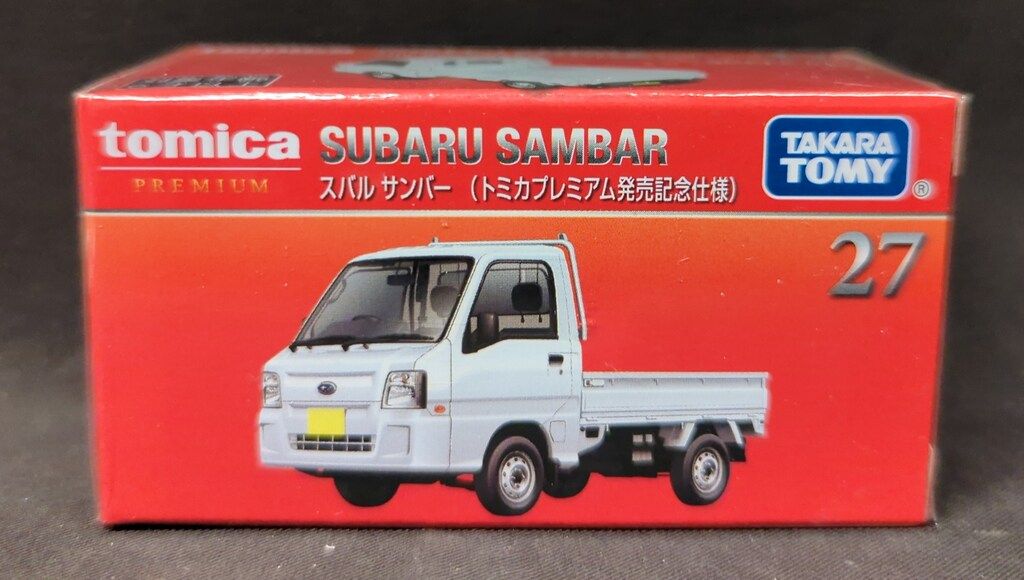 tomica
PREMIUM
SUBARU SAMBAR
スバル サンバー （トミカプレミアム発売記念仕様）
TAKARA
TOMY
®
27